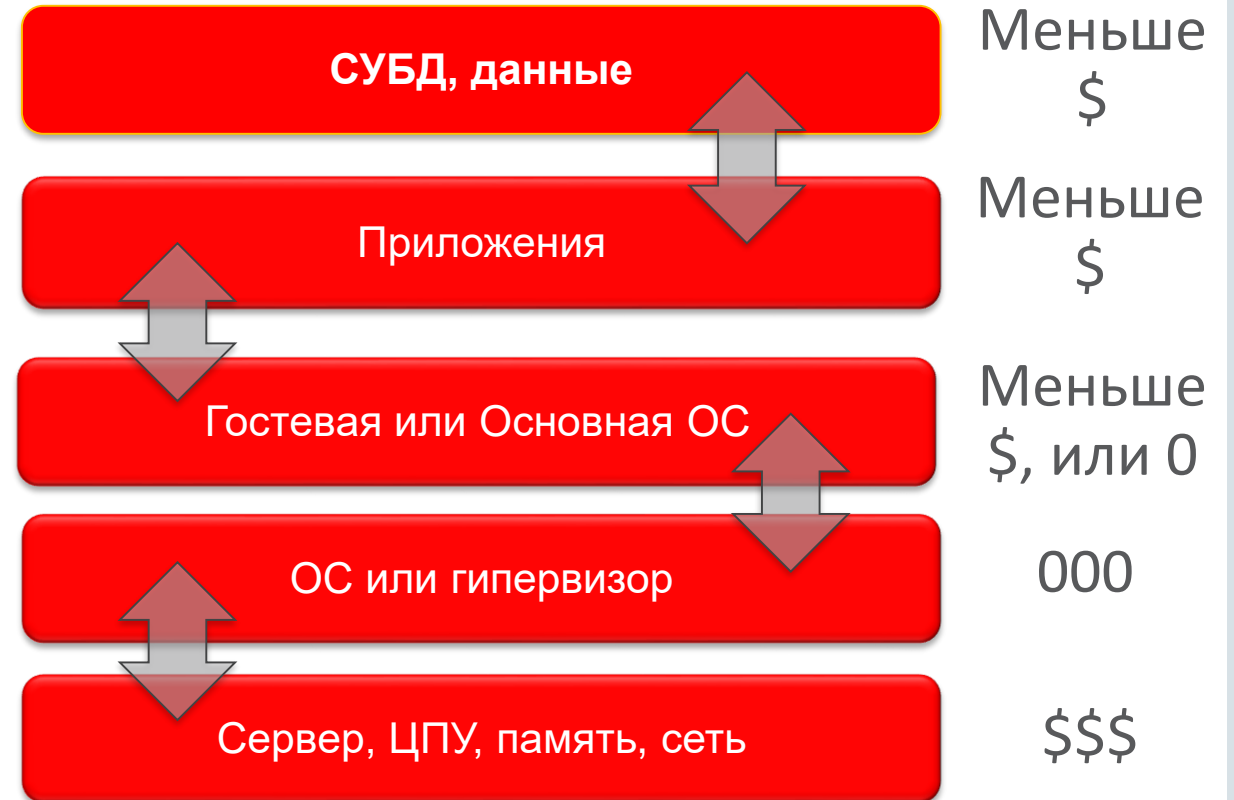 СУБД, данные
Меньше
$
Приложения
Меньше
$
Гостевая или Основная ОС
Меньше
$, или 0
ОС или гипервизор
000
Сервер, ЦПУ, память, сеть
$$$